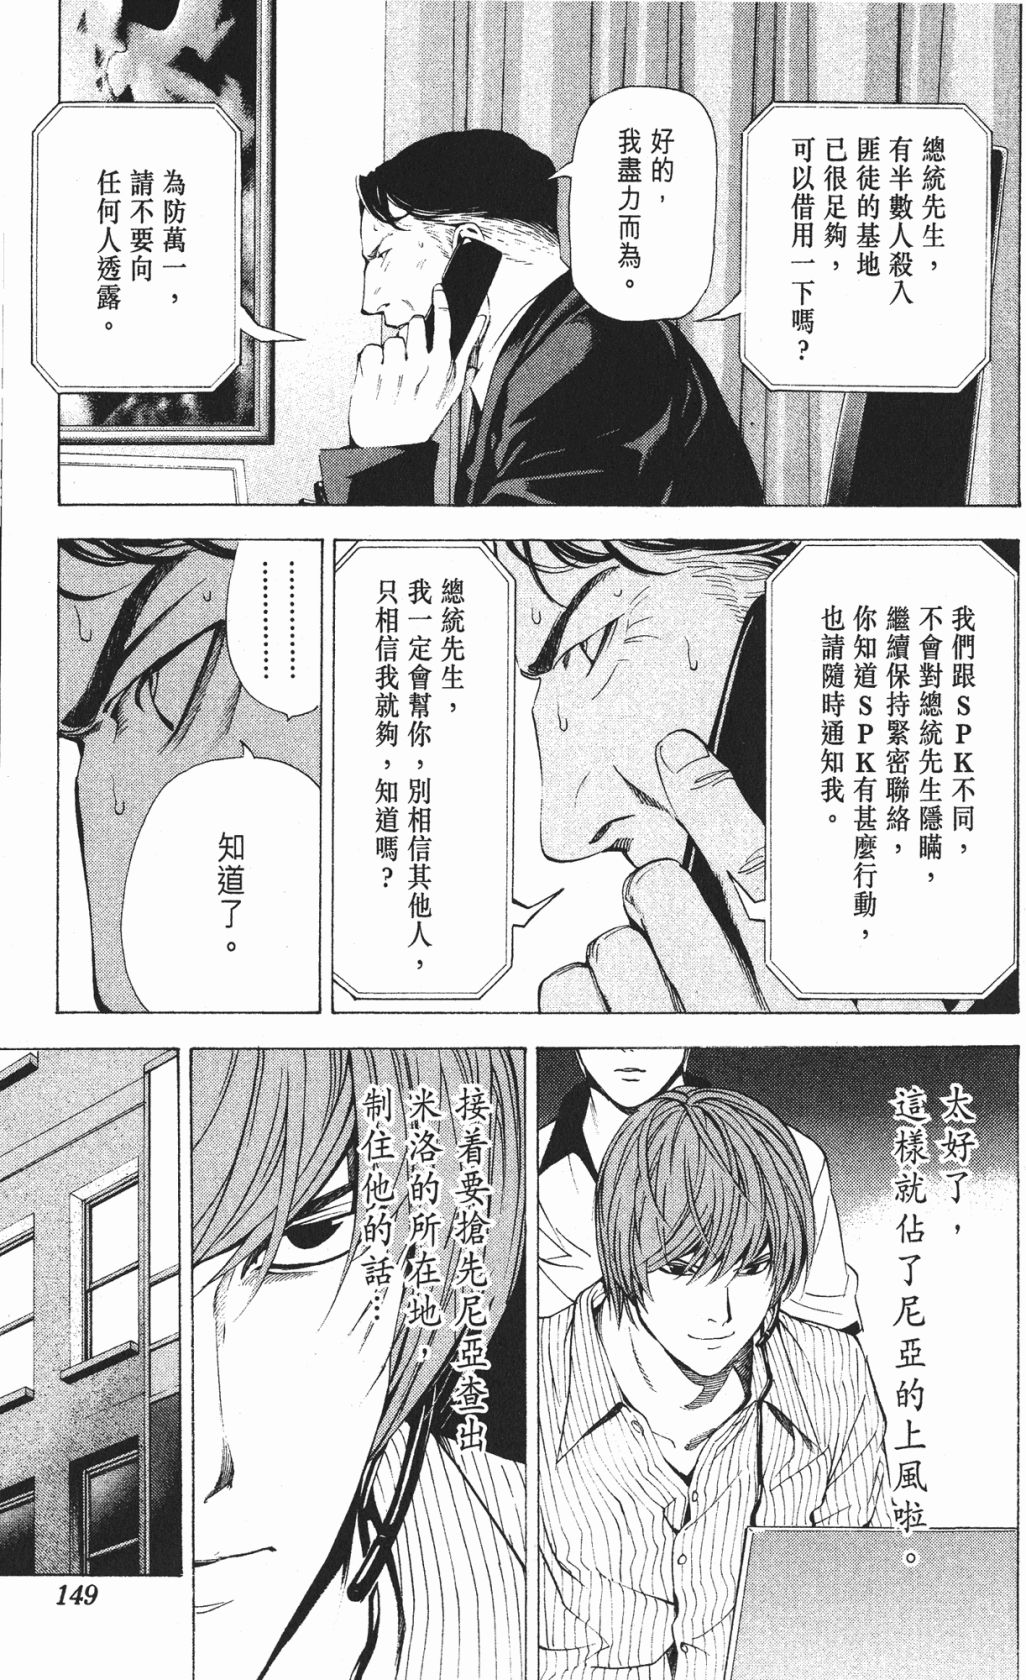 總統先生，
有半數人殺入
匪徒的基地
已很足夠，
可以借用一下嗎？
好的，
我盡力而為。
為防萬一，
請不要向
任何人透露。
我們跟SPK不同，
不會對總統先生隱瞞，
繼續保持緊密聯絡，
你知道SPK有甚麼行動，
也請隨時通知我。
總統先生，
我一定會幫你，別相信其他人，
只相信我就夠，知道嗎？
………………
………………
知道了。
太好了，
這樣就佔了尼亞的上風啦。
接着要搶先尼亞查出
米洛的所在地，
制住他的話…
149